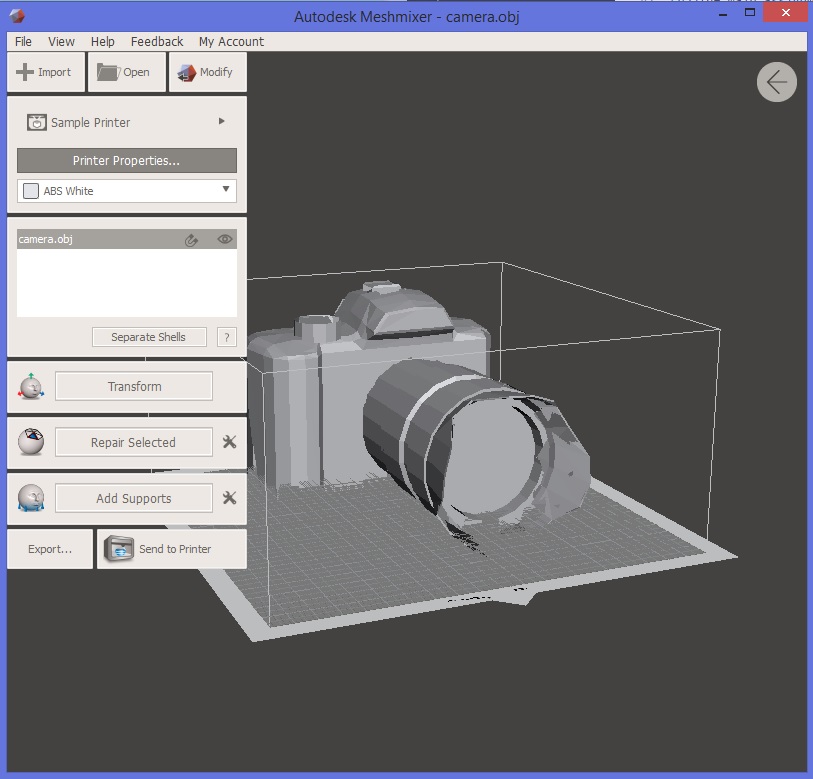 Autodesk Meshmixer - camera.obj
File View Help Feedback My Account
Import Open Modify
Sample Printer
Printer Properties...
ABS White
camera.obj
Separate Shells ?
Transform
Repair Selected
Add Supports
Export... Send to Printer